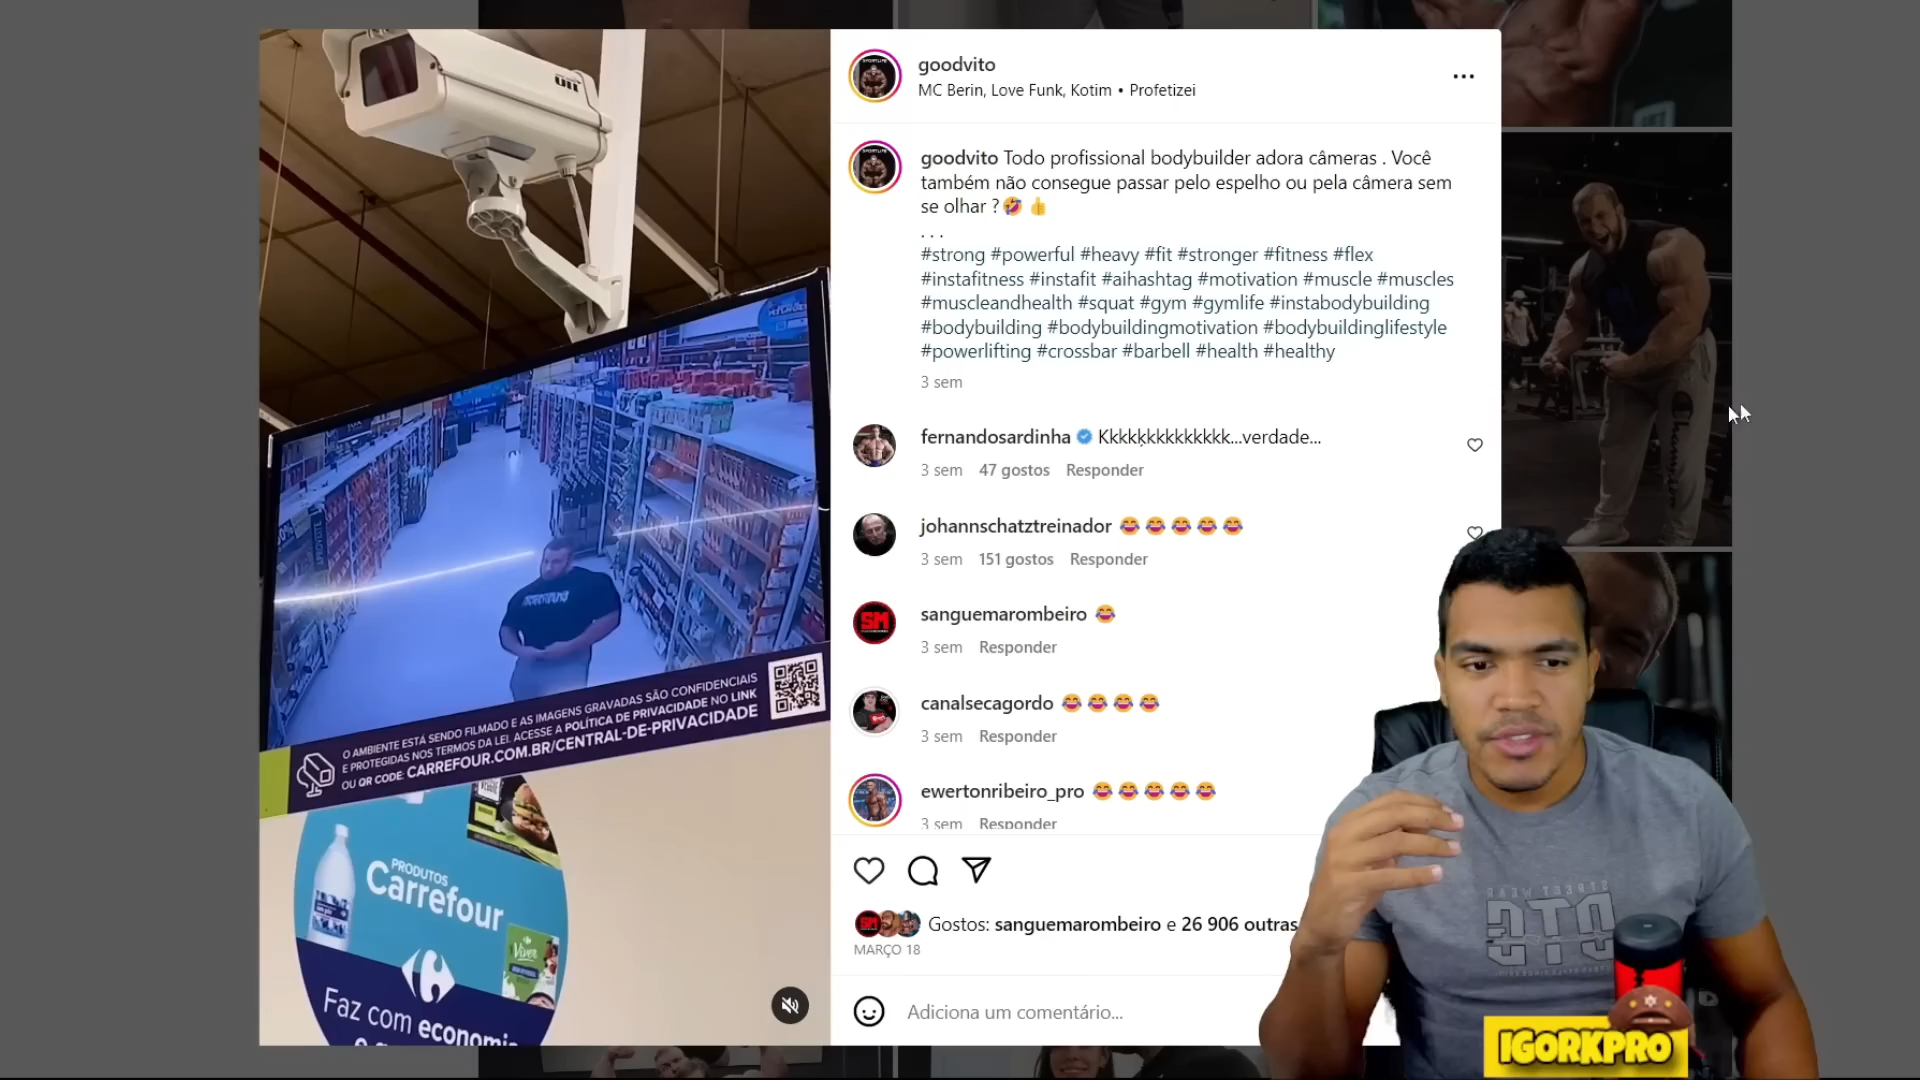 O AMBIENTE ESTÁ SENDO FILMADO E AS IMAGENS GRAVADAS SÃO CONFIDENCIAIS
E PROTEGIDAS NOS TERMOS DA LEI. ACESSE A POLÍTICA DE PRIVACIDADE NO LINK
OU QR CODE: CARREFOUR.COM.BR/CENTRAL-DE-PRIVACIDADE
PRODUTOS
Carrefour
Viver
Faz com economia
goodvito
MC Berin, Love Funk, Kotim • Profetizei
goodvito Todo profissional bodybuilder adora câmeras . Você
também não consegue passar pelo espelho ou pela câmera sem
se olhar ?🤣👍
. . .
#strong #powerful #heavy #fit #stronger #fitness #flex
#instafitness #instafit #aihashtag #motivation #muscle #muscles
#muscleandhealth #squat #gym #gymlife #instabodybuilding
#bodybuilding #bodybuildingmotivation #bodybuildinglifestyle
#powerlifting #crossbar #barbell #health #healthy
3 sem
fernandosardinha Kkkkķkkkkkkkkkk...verdade...
3 sem 47 gostos Responder
johannschatztreinador 😂😂😂😂😂
3 sem 151 gostos Responder
SM
sanguemarombeiro 😂
3 sem Responder
canalsecagordo 😂😂😂😂
3 sem Responder
ewertonribeiro_pro 😂😂😂😂😂
3 sem Responder
SM
Gostos: sanguemarombeiro e 26 906 outras
MARÇO 18
Adiciona um comentário...
IGORKPRO